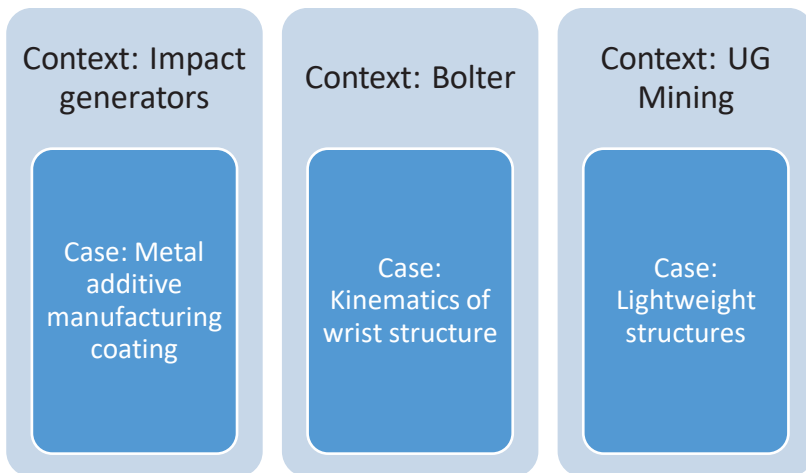 Context: Impact
generators
Case: Metal
additive
manufacturing
coating
Context: Bolter
Case:
Kinematics of
wrist structure
Context: UG
Mining
Case:
Lightweight
structures